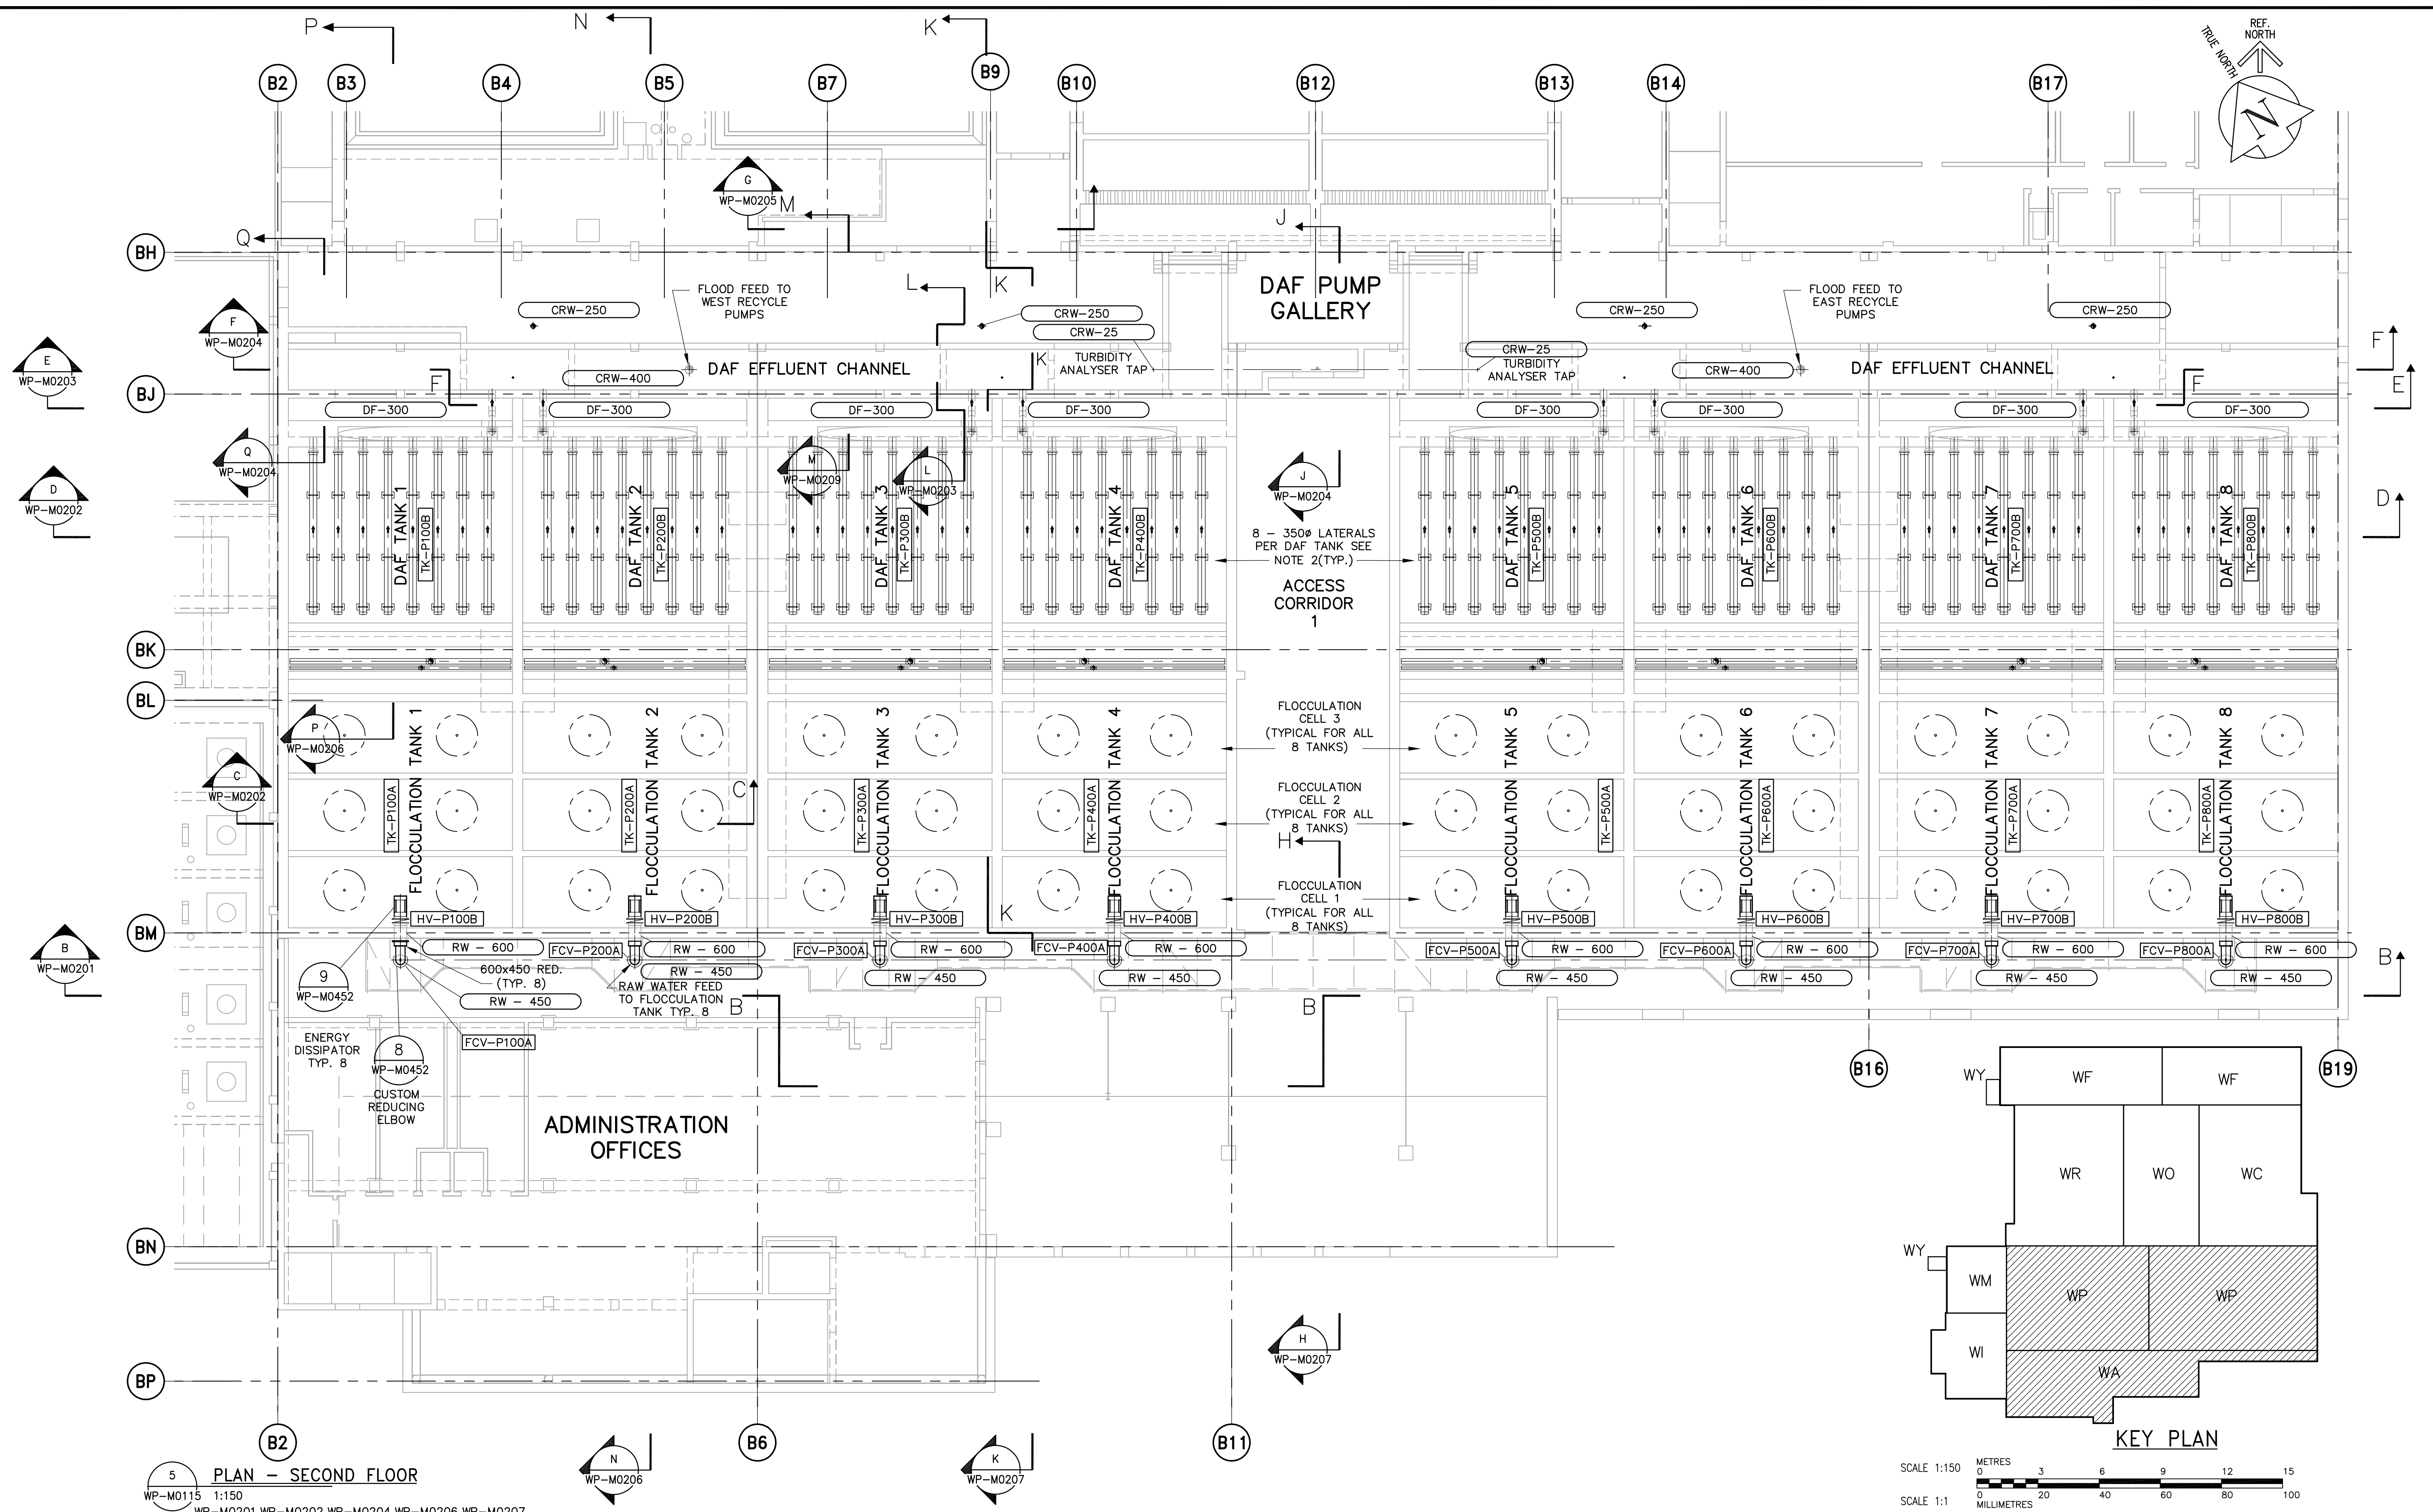 P
N
K
REF.
NORTH
TRUE NORTH
N
B2
B3
B4
B5
B7
B9
B10
B12
B13
B14
B17
G
WP-M0205
M
J
Q
BH
DAF PUMP
GALLERY
L
K
FLOOD FEED TO
WEST RECYCLE
PUMPS
FLOOD FEED TO
EAST RECYCLE
PUMPS
CRW-250
CRW-250
CRW-250
CRW-250
F
WP-M0204
CRW-25
CRW-25
E
WP-M0203
TURBIDITY
ANALYSER TAP
TURBIDITY
ANALYSER TAP
K
F
DAF EFFLUENT CHANNEL
DAF EFFLUENT CHANNEL
CRW-400
CRW-400
F
F
E
BJ
DF-300
DF-300
DF-300
DF-300
DF-300
DF-300
DF-300
DF-300
Q
WP-M0204
M
WP-M0209
L
WP-M0203
J
WP-M0204
D
WP-M0202
D
DAF TANK 1
TK-P100B
DAF TANK 2
TK-P200B
DAF TANK 3
TK-P300B
DAF TANK 4
TK-P400B
8 – 350ø LATERALS
PER DAF TANK SEE
NOTE 2(TYP.)
DAF TANK 5
TK-P500B
DAF TANK 6
TK-P600B
DAF TANK 7
TK-P700B
DAF TANK 8
TK-P800B
ACCESS
CORRIDOR
1
BK
BL
P
WP-M0206
C
WP-M0202
C
FLOCCULATION
CELL 3
(TYPICAL FOR ALL
8 TANKS)
FLOCCULATION
CELL 2
(TYPICAL FOR ALL
8 TANKS)
H
FLOCCULATION
CELL 1
(TYPICAL FOR ALL
8 TANKS)
TK-P100A
FLOCCULATION TANK 1
TK-P200A
FLOCCULATION TANK 2
TK-P300A
FLOCCULATION TANK 3
TK-P400A
FLOCCULATION TANK 4
FLOCCULATION TANK 5
TK-P500A
FLOCCULATION TANK 6
TK-P600A
FLOCCULATION TANK 7
TK-P700A
TK-P800A
FLOCCULATION TANK 8
HV-P100B
HV-P200B
HV-P300B
K
HV-P400B
HV-P500B
HV-P600B
HV-P700B
HV-P800B
BM
B
WP-M0201
RW – 600
FCV-P200A
RW – 600
FCV-P300A
RW – 600
FCV-P400A
RW – 600
FCV-P500A
RW – 600
FCV-P600A
RW – 600
FCV-P700A
RW – 600
FCV-P800A
RW – 600
B
9
WP-M0452
600x450 RED.
(TYP. 8)
RW – 450
RW – 450
RW – 450
RW – 450
RW – 450
RW – 450
RW – 450
RW – 450
RAW WATER FEED
TO FLOCCULATION
TANK TYP. 8
B
B
ENERGY
DISSIPATOR
TYP. 8
8
WP-M0452
FCV-P100A
CUSTOM
REDUCING
ELBOW
ADMINISTRATION
OFFICES
B16
B19
WY
WF
WF
WR
WO
WC
WY
WM
WP
WP
WI
WA
KEY PLAN
BN
BP
H
WP-M0207
B2
B6
B11
N
WP-M0206
K
WP-M0207
5
WP-M0115
PLAN – SECOND FLOOR
1:150
WP-M0201,WP-M0202,WP-M0204,WP-M0206,WP-M0207
SCALE 1:150
METRES
0 3 6 9 12 15
SCALE 1:1
0 20 40 60 80 100
MILLIMETRES